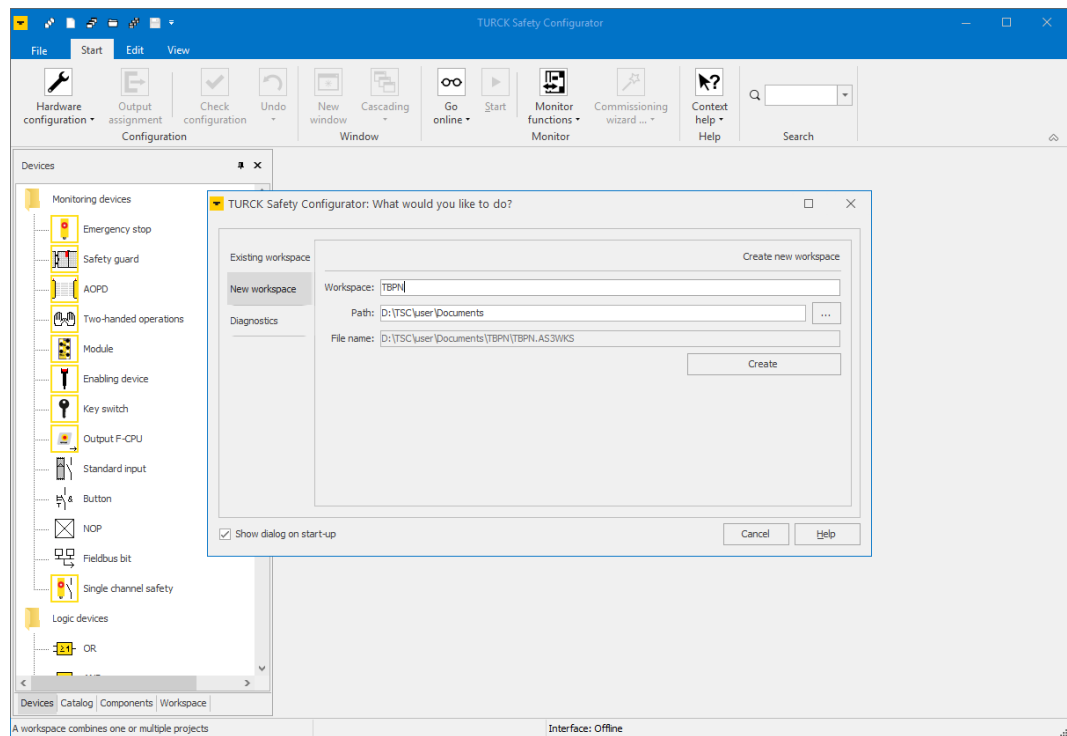 TURCK Safety Configurator
File Start Edit View
Hardware configuration
Output assignment
Check configuration
Undo
Configuration
New window
Cascading
Window
Go online
Start
Monitor functions
Commissioning wizard ...
Monitor
Context help
Help
Search
Devices
Monitoring devices
Emergency stop
Safety guard
AOPD
Two-handed operations
Module
Enabling device
Key switch
Output F-CPU
Standard input
& Button
NOP
Fieldbus bit
Single channel safety
Logic devices
≥1 OR
Devices Catalog Components Workspace
TURCK Safety Configurator: What would you like to do?
Existing workspace
New workspace
Diagnostics
Create new workspace
Workspace: TBPN
Path: D:\TSC\user\Documents ...
File name: D:\TSC\user\Documents\TBPN\TBPN.AS3WKS
Create
Show dialog on start-up
Cancel Help
A workspace combines one or multiple projects
Interface: Offline